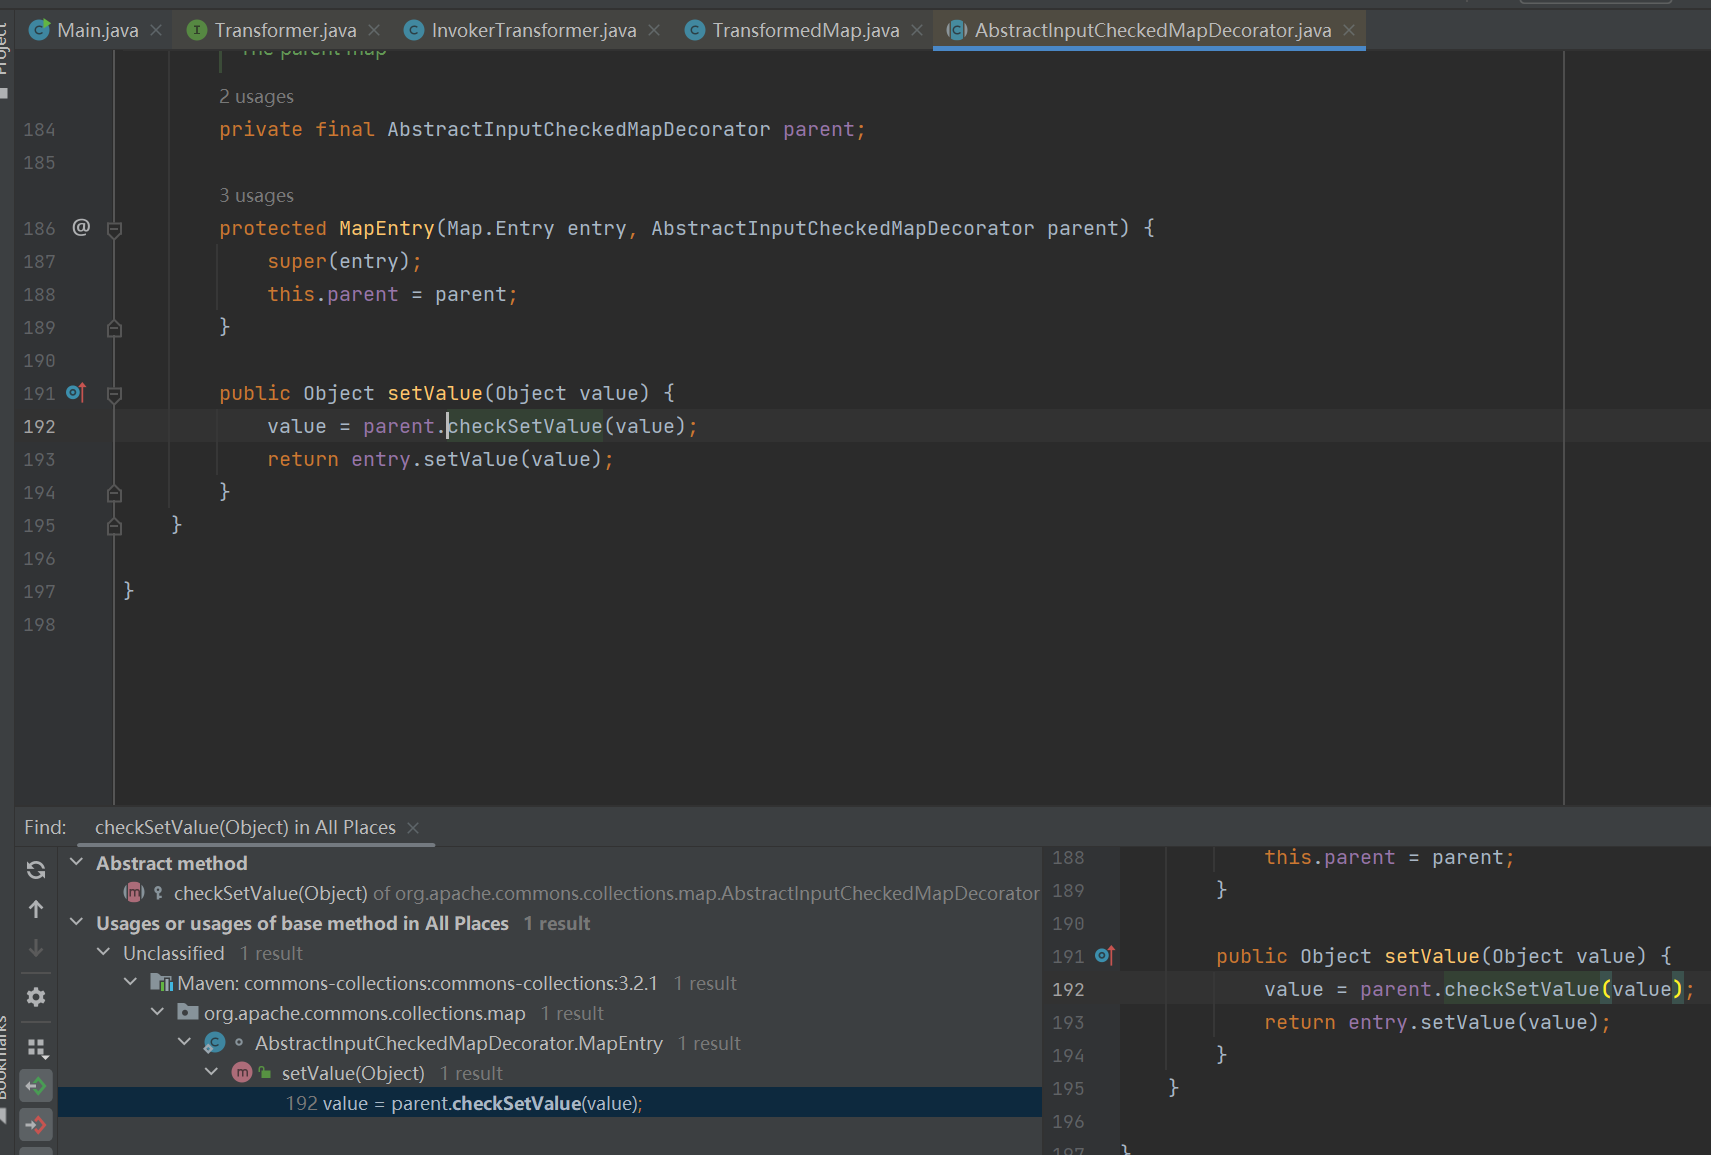 Project
Main.java
Transformer.java
InvokerTransformer.java
TransformedMap.java
AbstractInputCheckedMapDecorator.java
The parent map
2 usages
184 private final AbstractInputCheckedMapDecorator parent;
185
3 usages
186 @ protected MapEntry(Map.Entry entry, AbstractInputCheckedMapDecorator parent) {
187 super(entry);
188 this.parent = parent;
189 }
190
191 public Object setValue(Object value) {
192 value = parent.checkSetValue(value);
193 return entry.setValue(value);
194 }
195 }
196
197 }
198
Find: checkSetValue(Object) in All Places
Abstract method
checkSetValue(Object) of org.apache.commons.collections.map.AbstractInputCheckedMapDecorator
Usages or usages of base method in All Places 1 result
Unclassified 1 result
Maven: commons-collections:commons-collections:3.2.1 1 result
org.apache.commons.collections.map 1 result
AbstractInputCheckedMapDecorator.MapEntry 1 result
setValue(Object) 1 result
192 value = parent.checkSetValue(value);
188 this.parent = parent;
189 }
190
191 public Object setValue(Object value) {
192 value = parent.checkSetValue(value);
193 return entry.setValue(value);
194 }
195 }
196
197 }
Bookmarks